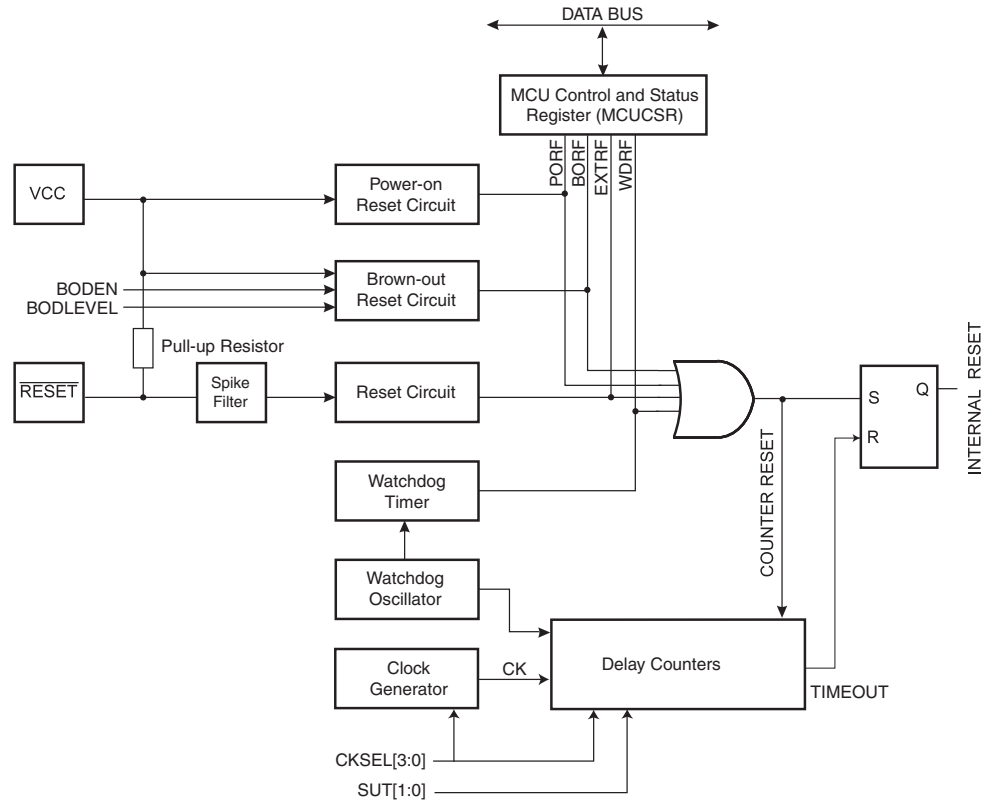 DATA BUS
MCU Control and Status
Register (MCUCSR)
PORF
BORF
EXTRF
WDRF
VCC
Power-on
Reset Circuit
BODEN
BODLEVEL
Brown-out
Reset Circuit
Pull-up Resistor
RESET
Spike
Filter
Reset Circuit
S
Q
R
INTERNAL RESET
COUNTER RESET
Watchdog
Timer
Watchdog
Oscillator
Clock
Generator
CK
Delay Counters
TIMEOUT
CKSEL[3:0]
SUT[1:0]